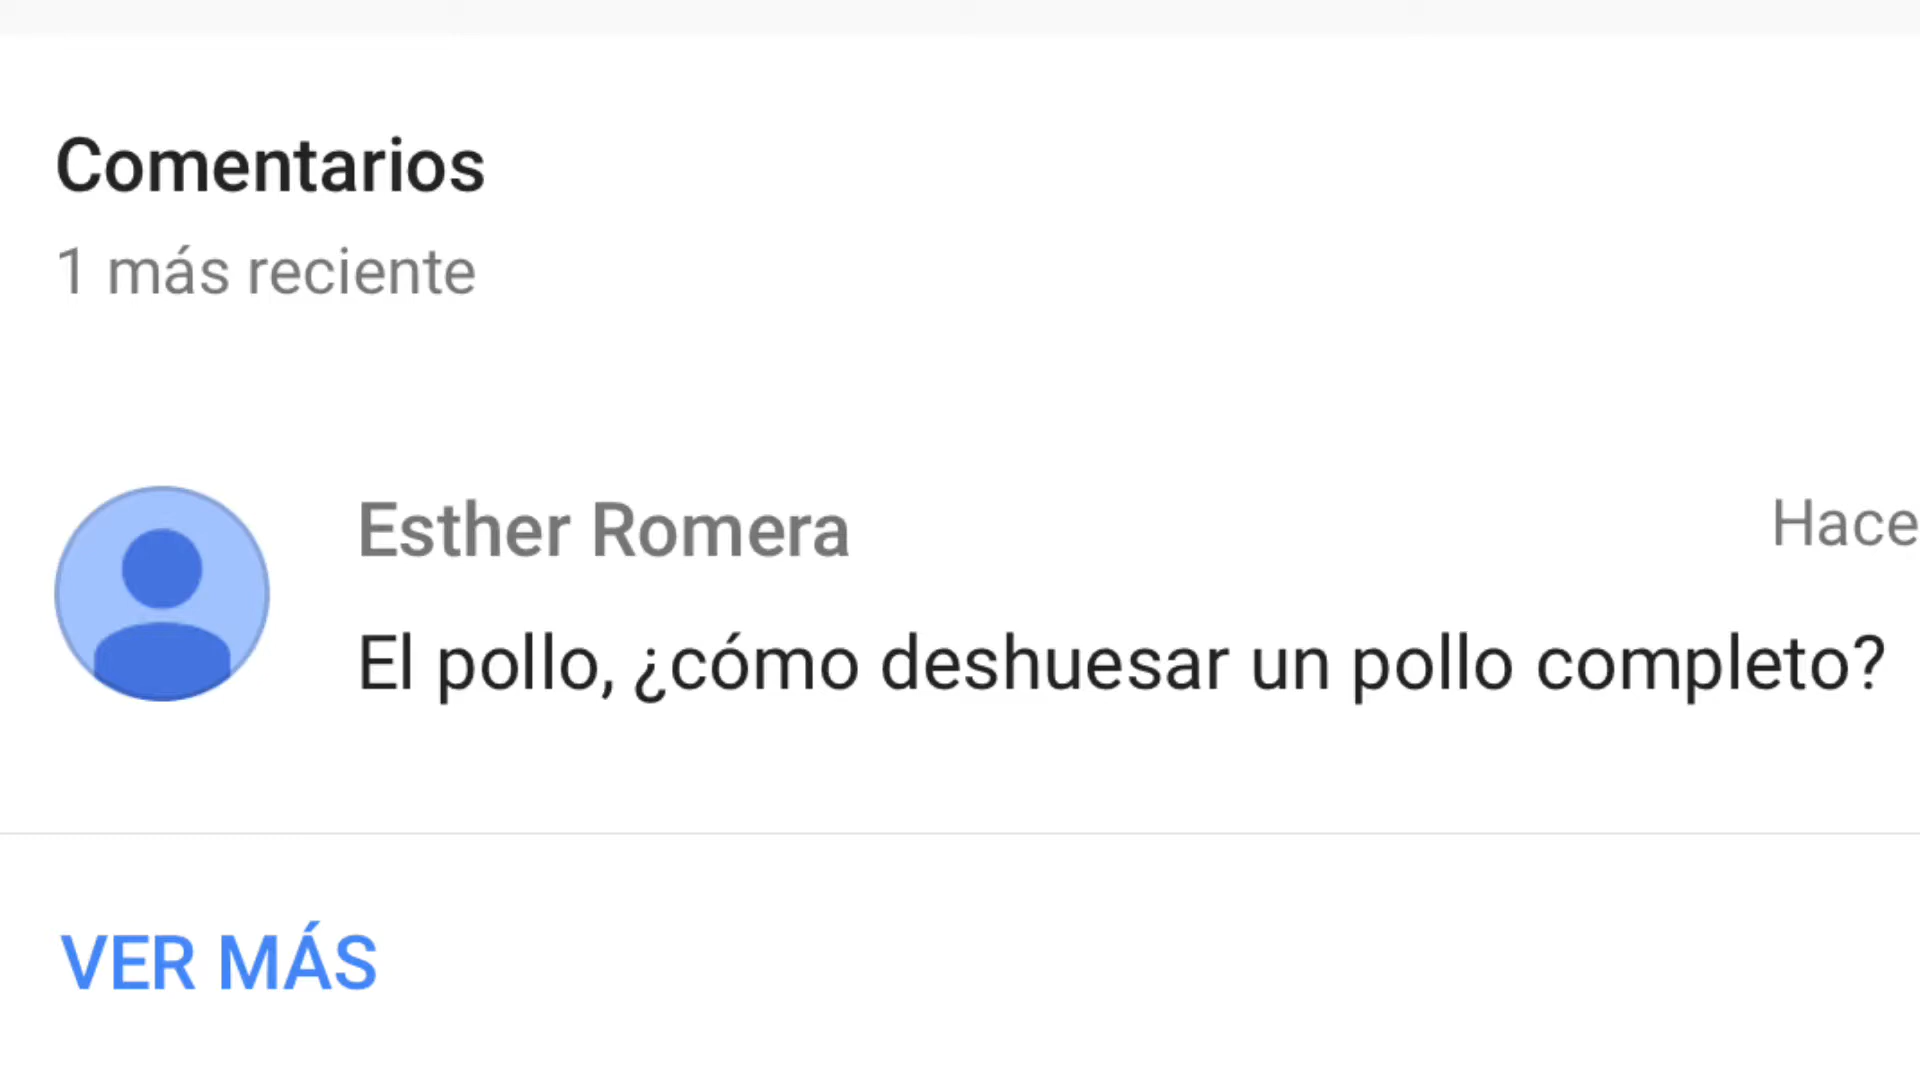 Comentarios
1 más reciente
Esther Romera
Hace
El pollo, ¿cómo deshuesar un pollo completo?
VER MÁS